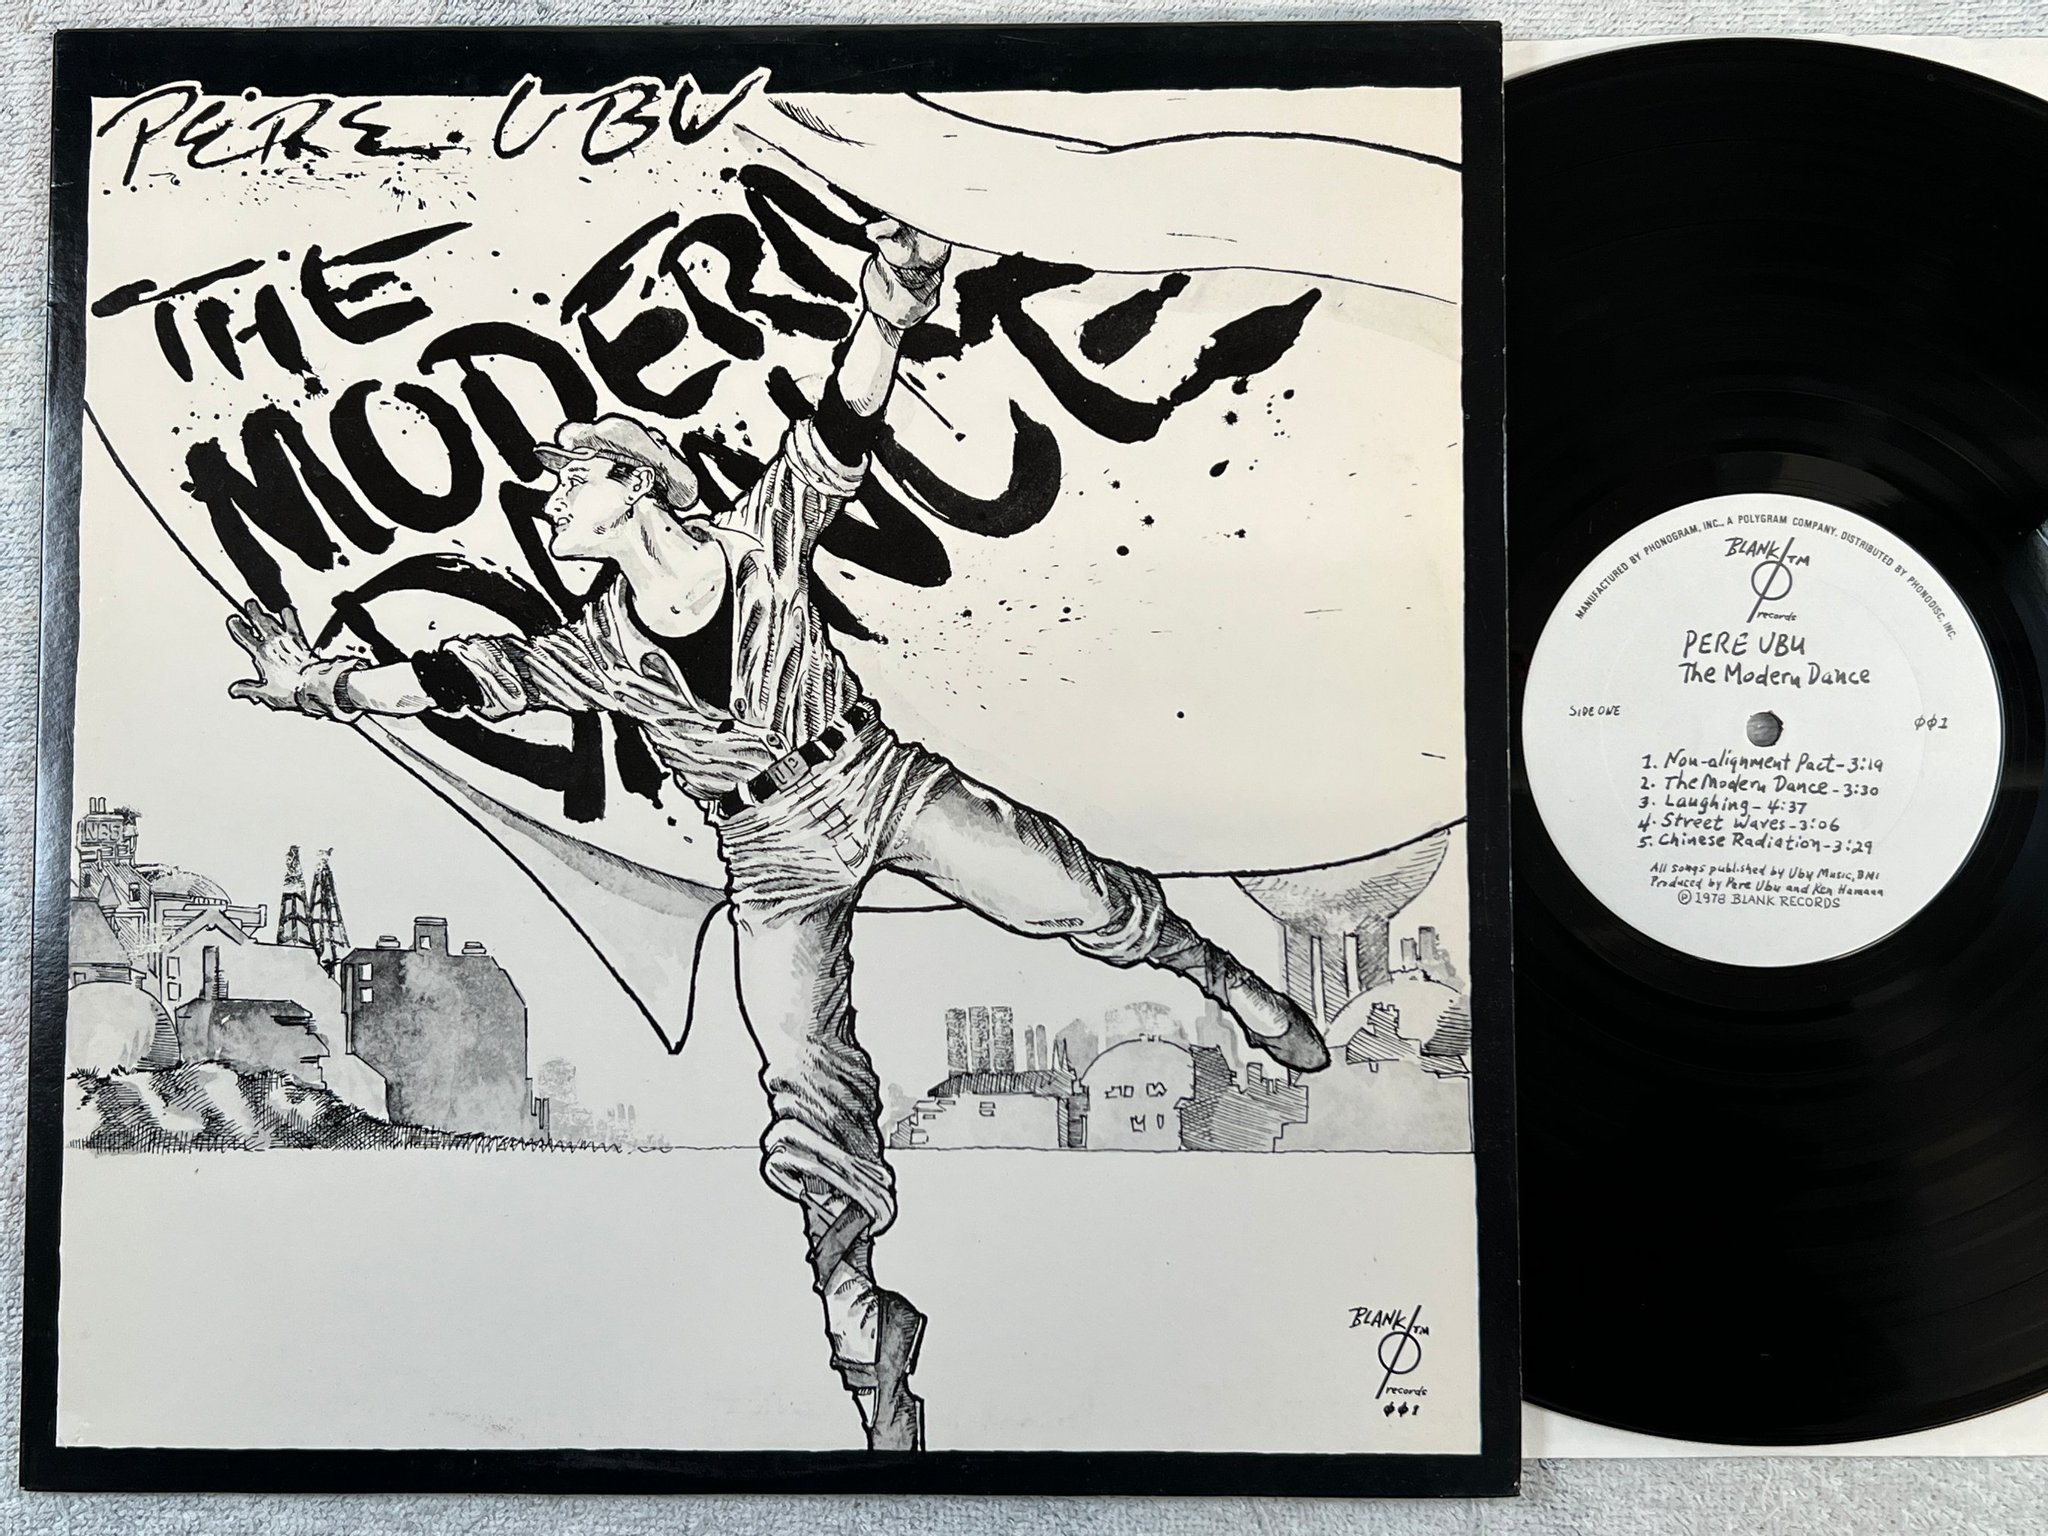 PERE UBU
THE
MODERN
DANCE
UP
BLANK TM
records
ϕϕ1
MANUFACTURED BY PHONOGRAM, INC., A POLYGRAM COMPANY. DISTRIBUTED BY PHONODISC, INC.
BLANK TM
records
PERE UBU
The Modern Dance
SIDE ONE
ϕϕ1
1. Non-alignment Pact-3:19
2. The Modern Dance-3:30
3. Laughing-4:37
4. Street Waves-3:06
5. Chinese Radiation-3:29
All songs published by Ubu Music, BMI
Produced by Pere Ubu and Ken Hamann
Ⓟ 1978 BLANK RECORDS